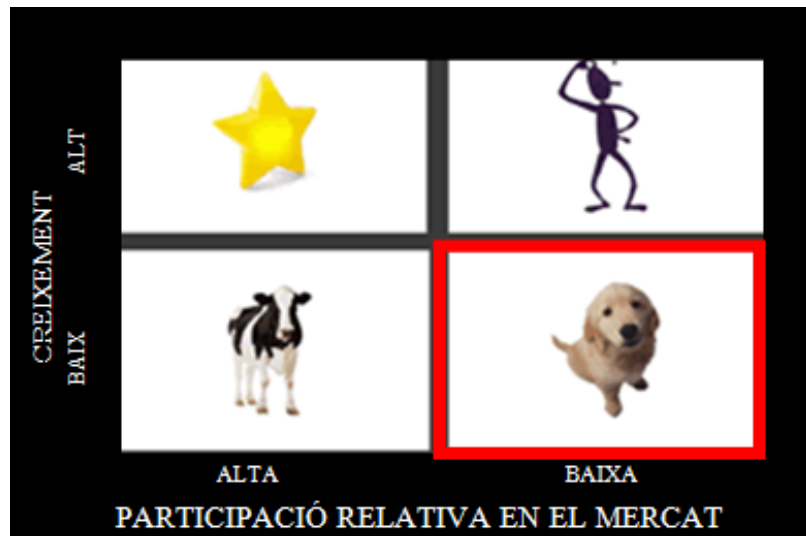 CREIXEMENT
ALT
BAIX
ALTA
BAIXA
PARTICIPACIÓ RELATIVA EN EL MERCAT